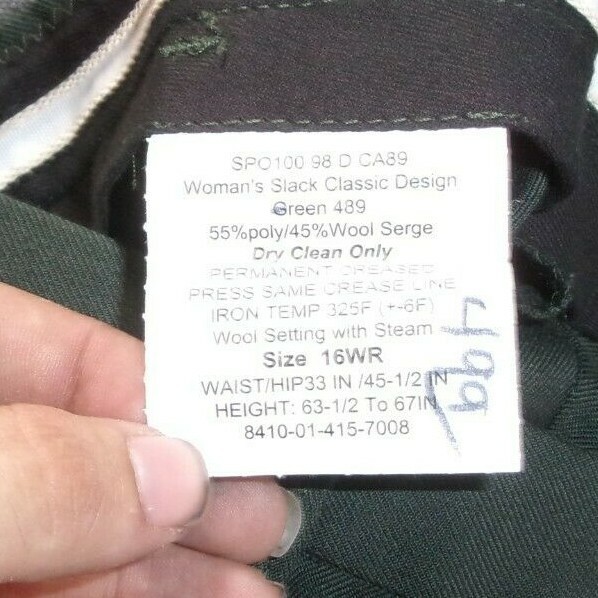 SPO100 98 D CA89
Woman's Slack Classic Design
Green 489
55%poly/45%Wool Serge
Dry Clean Only
PERMANENT CREASED
PRESS SAME CREASE LINE
IRON TEMP 325F (+-6F)
Wool Setting with Steam
Size 16WR
WAIST/HIP33 IN /45-1/2 IN
HEIGHT: 63-1/2 To 67IN
8410-01-415-7008